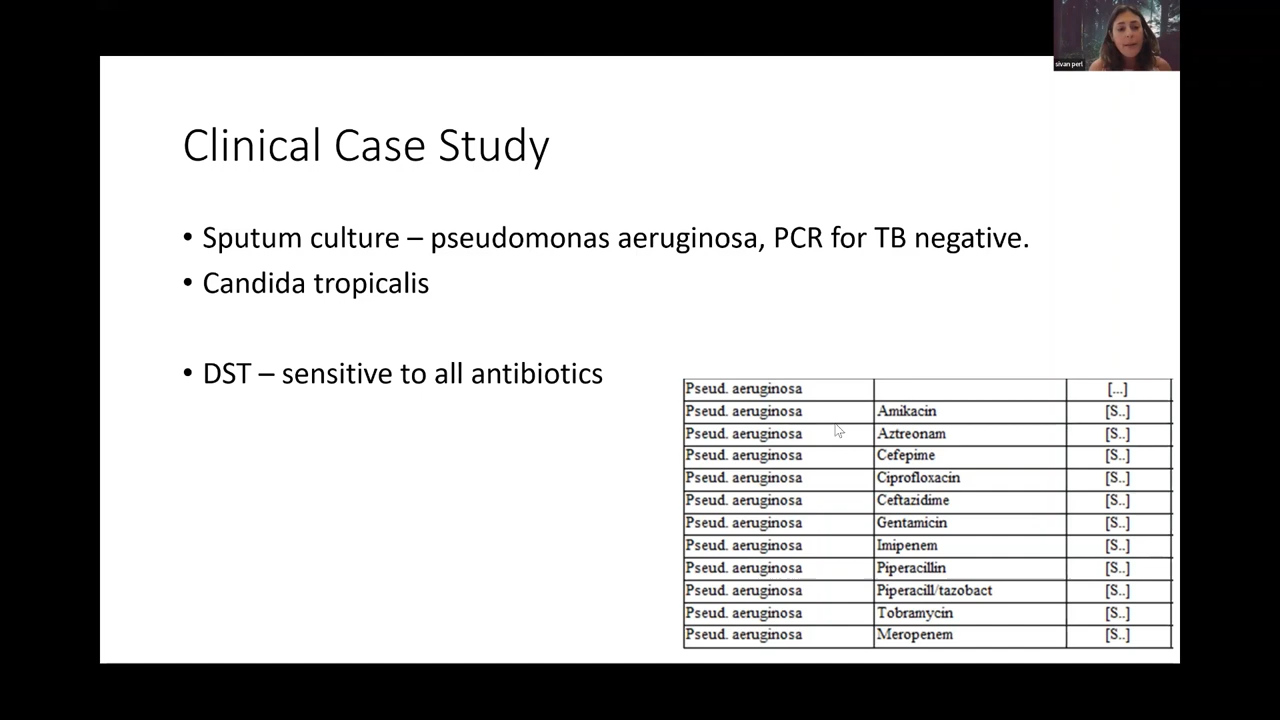 sivan perl
Clinical Case Study
• Sputum culture – pseudomonas aeruginosa, PCR for TB negative.
• Candida tropicalis
• DST – sensitive to all antibiotics
Pseud. aeruginosa [...]
Pseud. aeruginosa Amikacin [S..]
Pseud. aeruginosa Aztreonam [S..]
Pseud. aeruginosa Cefepime [S..]
Pseud. aeruginosa Ciprofloxacin [S..]
Pseud. aeruginosa Ceftazidime [S..]
Pseud. aeruginosa Gentamicin [S..]
Pseud. aeruginosa Imipenem [S..]
Pseud. aeruginosa Piperacillin [S..]
Pseud. aeruginosa Piperacill/tazobact [S..]
Pseud. aeruginosa Tobramycin [S..]
Pseud. aeruginosa Meropenem [S..]